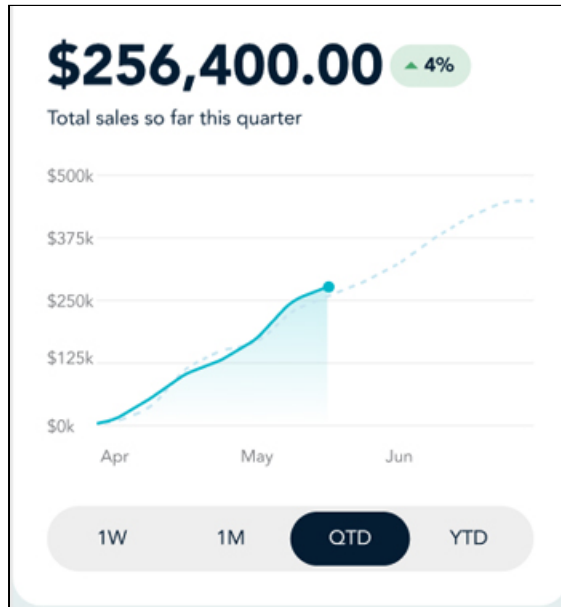 $256,400.00 4%
Total sales so far this quarter
$500k
$375k
$250k
$125k
$0k
Apr May Jun
1W 1M QTD YTD